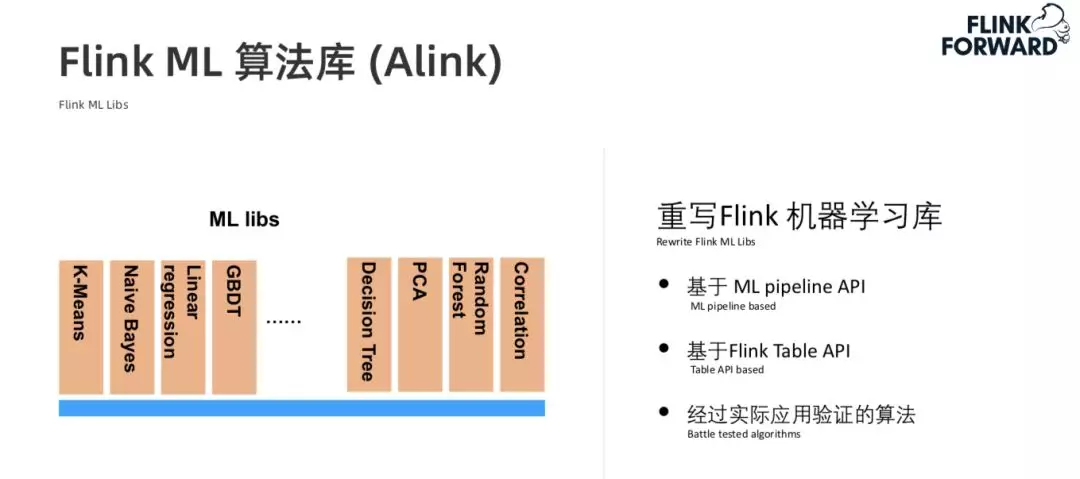 FLINK
FORWARD
Flink ML 算法库 (Alink)
Flink ML Libs
ML libs
K-Means
Naive Bayes
Linear
regression
GBDT
......
Decision Tree
PCA
Random
Forest
Correlation
重写Flink 机器学习库
Rewrite Flink ML Libs
• 基于 ML pipeline API
ML pipeline based
• 基于Flink Table API
Table API based
• 经过实际应用验证的算法
Battle tested algorithms